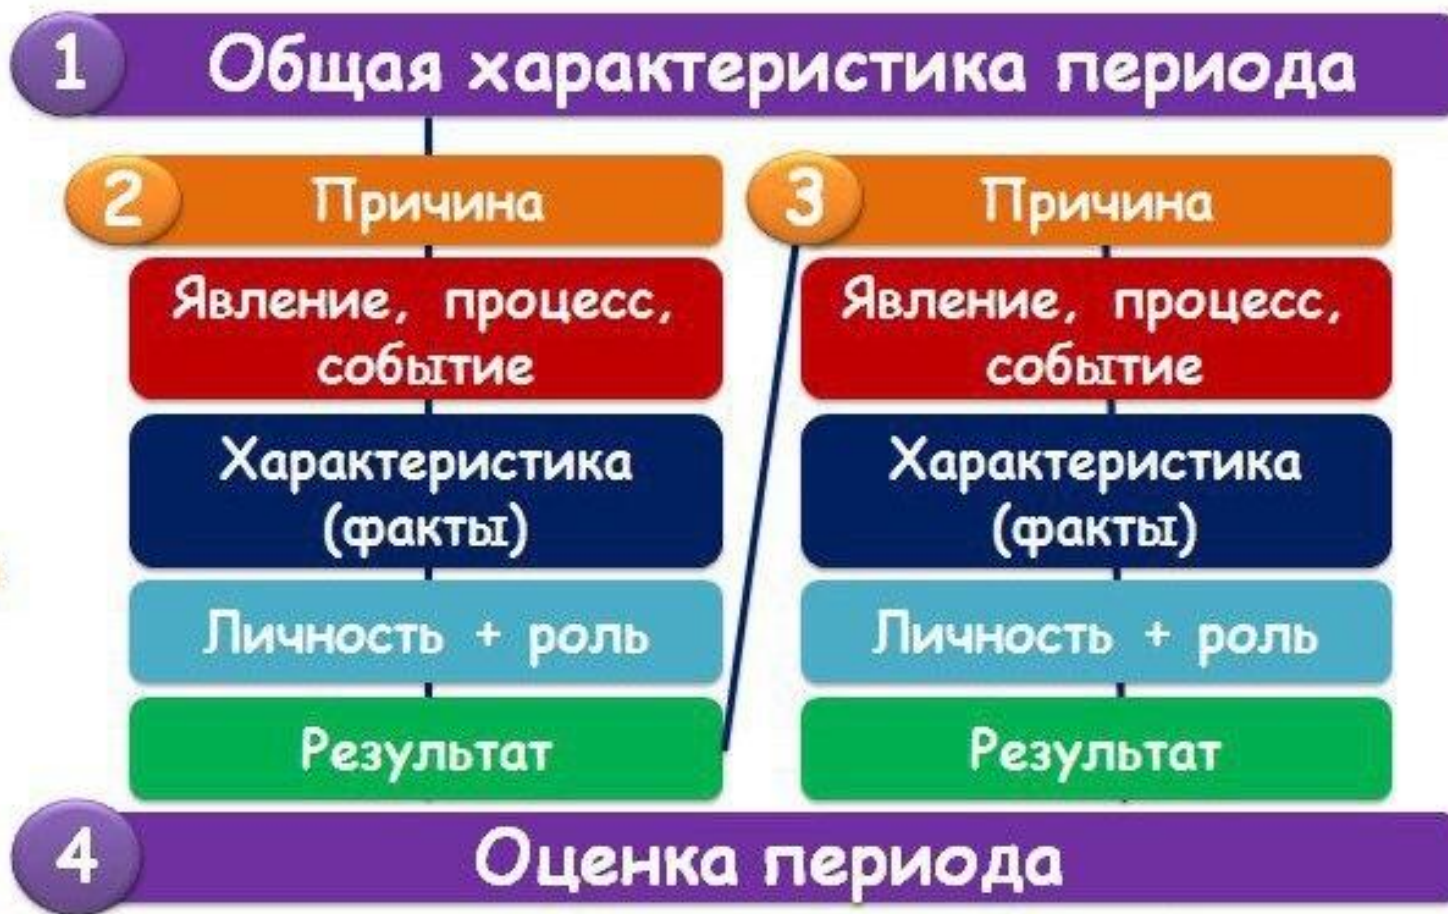 1 Общая характеристика периода
2 Причина
Явление, процесс,
событие
Характеристика
(факты)
Личность + роль
Результат
3 Причина
Явление, процесс,
событие
Характеристика
(факты)
Личность + роль
Результат
4 Оценка периода